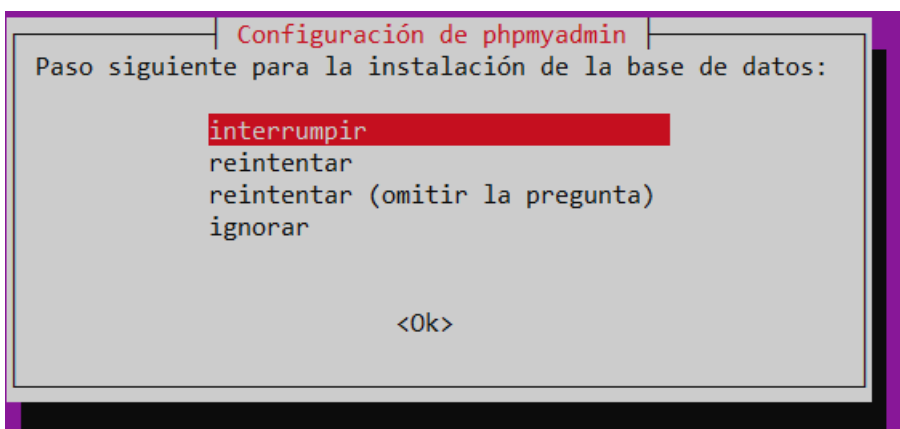 Configuración de phpmyadmin
Paso siguiente para la instalación de la base de datos:
interrumpir
reintentar
reintentar (omitir la pregunta)
ignorar
<Ok>